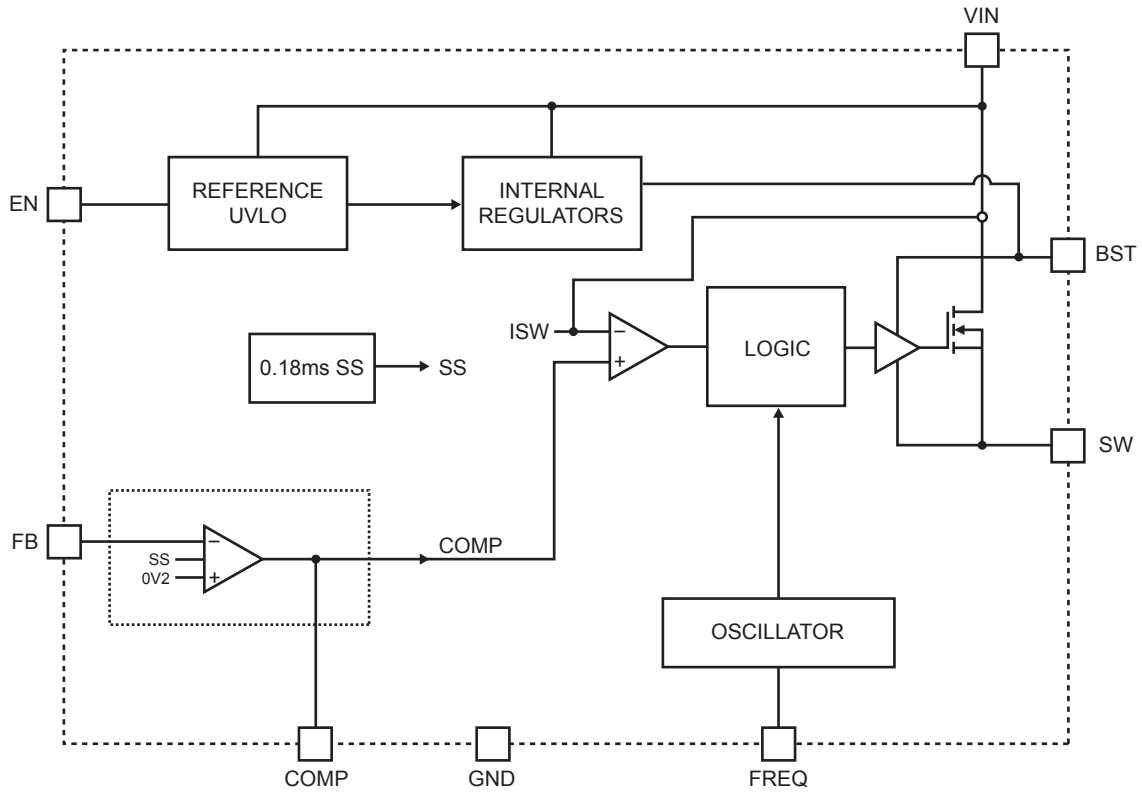 VIN
EN
REFERENCE
UVLO
INTERNAL
REGULATORS
BST
ISW
−
+
LOGIC
0.18ms SS
SS
SW
FB
−
SS
0V2
+
COMP
OSCILLATOR
COMP
GND
FREQ